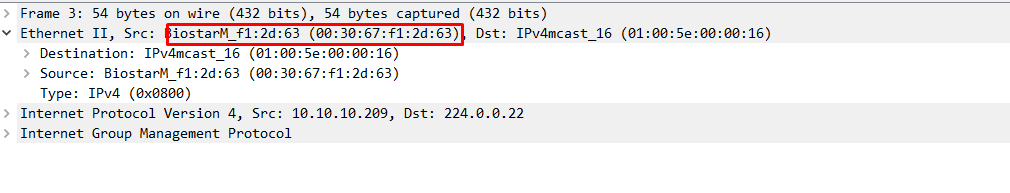 Frame 3: 54 bytes on wire (432 bits), 54 bytes captured (432 bits)
Ethernet II, Src: BiostarM_f1:2d:63 (00:30:67:f1:2d:63), Dst: IPv4mcast_16 (01:00:5e:00:00:16)
Destination: IPv4mcast_16 (01:00:5e:00:00:16)
Source: BiostarM_f1:2d:63 (00:30:67:f1:2d:63)
Type: IPv4 (0x0800)
Internet Protocol Version 4, Src: 10.10.10.209, Dst: 224.0.0.22
Internet Group Management Protocol